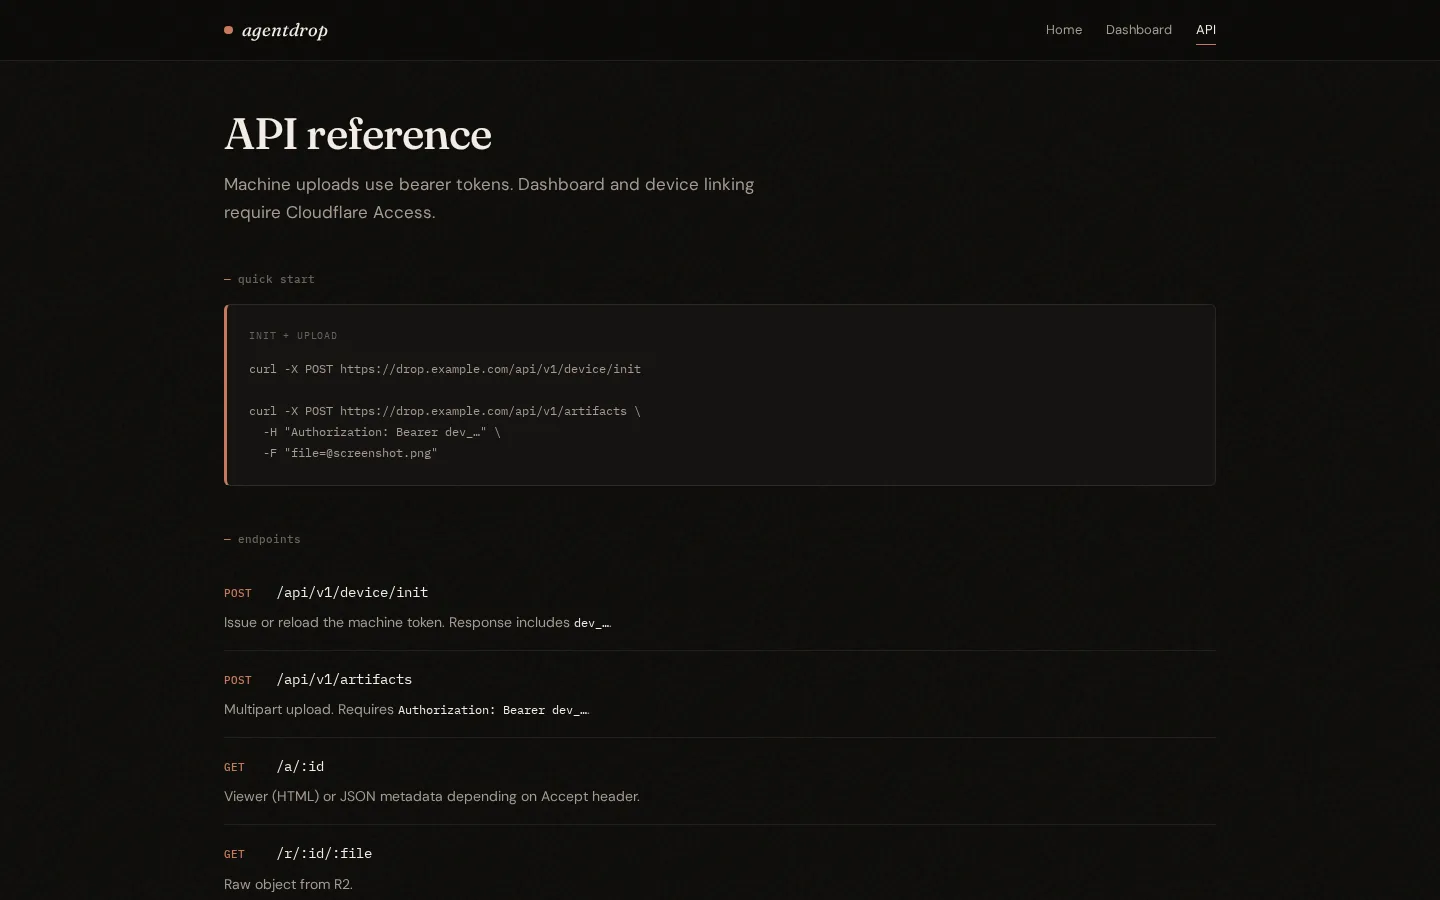 agentdrop
Home Dashboard API
API reference
Machine uploads use bearer tokens. Dashboard and device linking
require Cloudflare Access.
— quick start
INIT + UPLOAD
curl -X POST https://drop.example.com/api/v1/device/init
curl -X POST https://drop.example.com/api/v1/artifacts \
-H "Authorization: Bearer dev_…" \
-F "file=@screenshot.png"
— endpoints
POST /api/v1/device/init
Issue or reload the machine token. Response includes dev_….
POST /api/v1/artifacts
Multipart upload. Requires Authorization: Bearer dev_….
GET /a/:id
Viewer (HTML) or JSON metadata depending on Accept header.
GET /r/:id/:file
Raw object from R2.